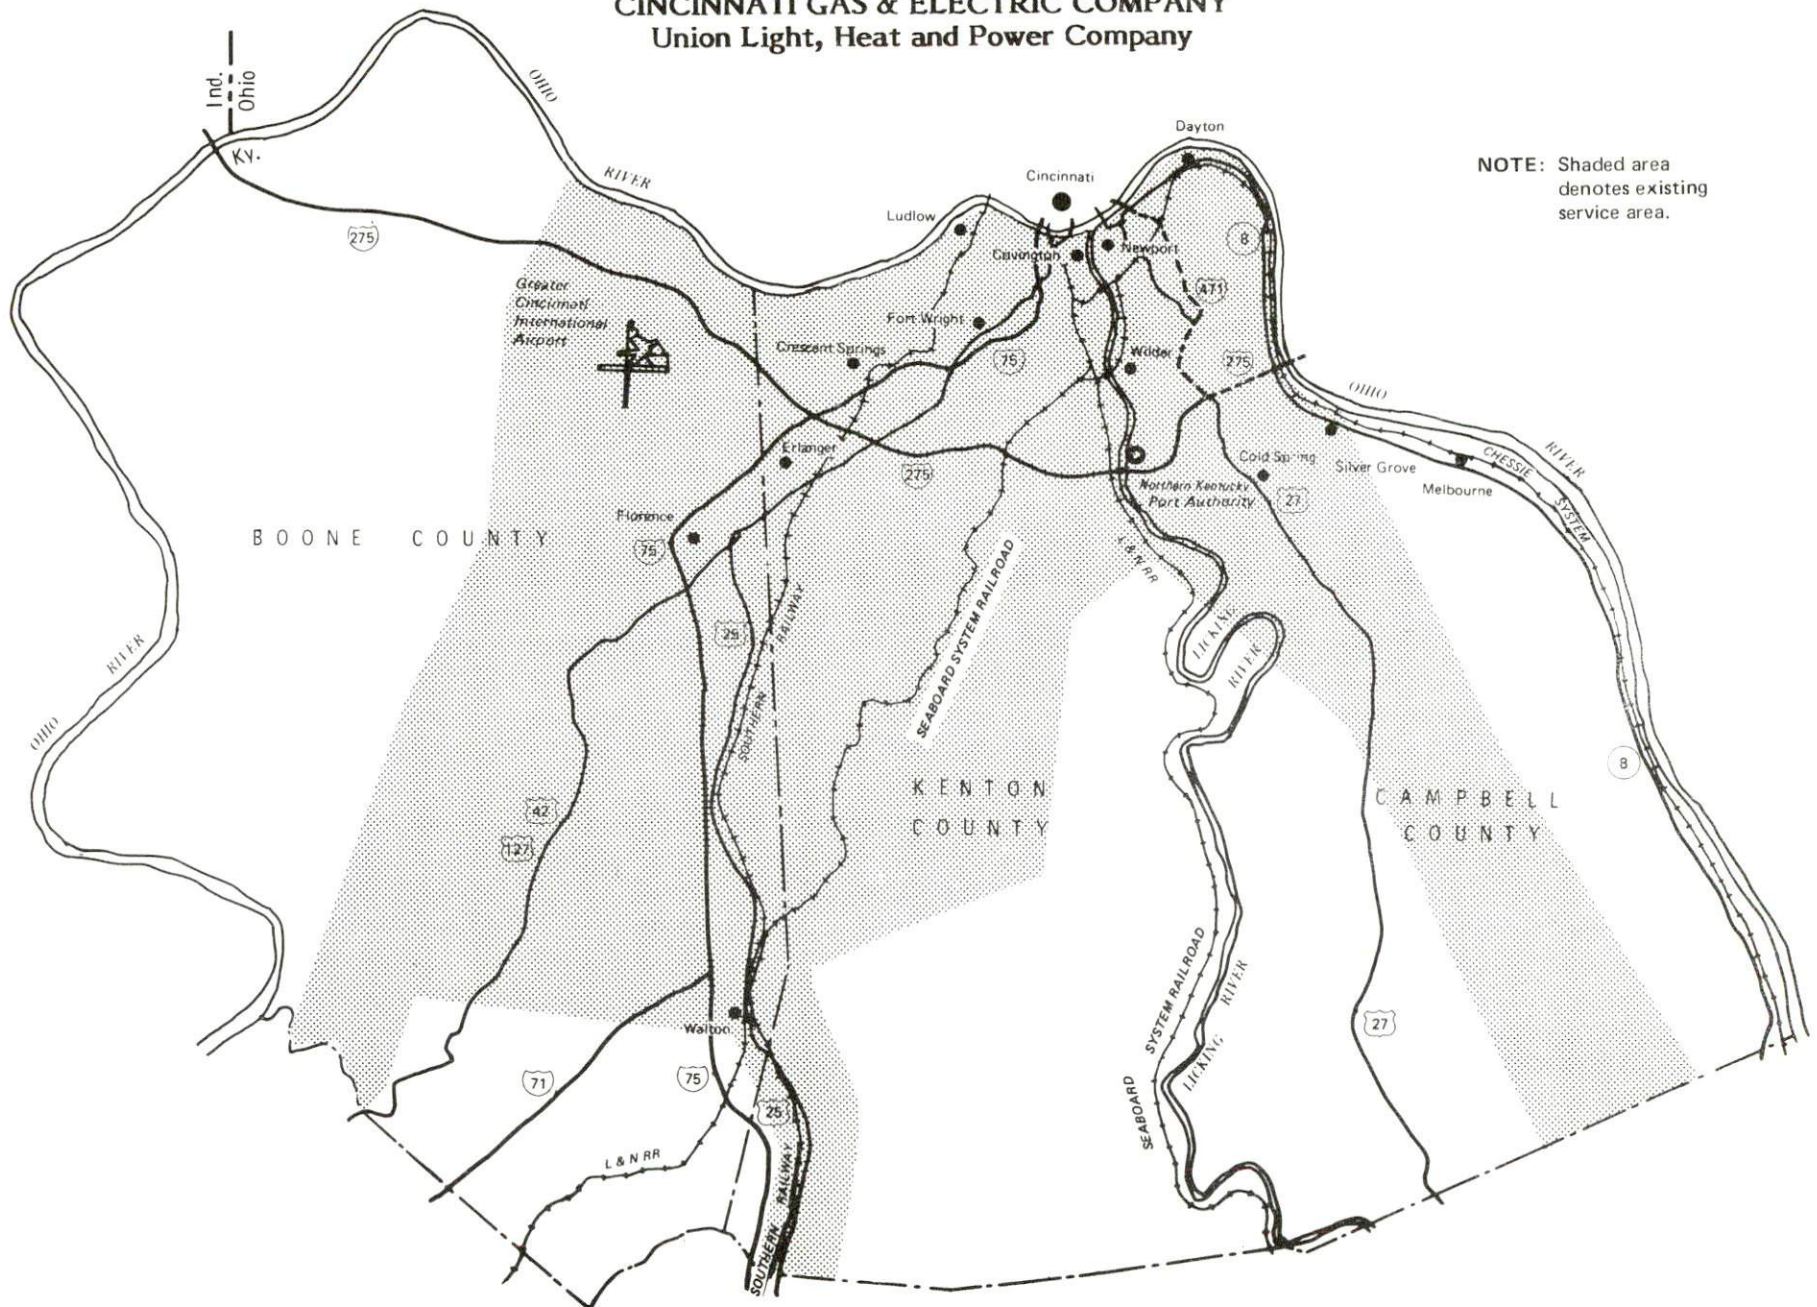 CINCINNATI GAS & ELECTRIC COMPANY
Union Light, Heat and Power Company
Ind.
Ohio
Ky.
OHIO
RIVER
Dayton
Cincinnati
NOTE: Shaded area
denotes existing
service area.
Ludlow
275
8
Covington
Newport
Greater
Cincinnati
International
Airport
471
Fort Wright
Crescent Springs
75
Wilder
275
OHIO
RIVER
Erlanger
275
Cold Spring
Silver Grove
CHESSIE
SYSTEM
Melbourne
Northern Kentucky
Port Authority
27
Florence
BOONE COUNTY
75
L & N RR
SEABOARD SYSTEM RAILROAD
25
SOUTHERN RAILWAY
LICKING
RIVER
RIVER
OHIO
8
KENTON
COUNTY
CAMPBELL
COUNTY
42
127
SEABOARD SYSTEM RAILROAD
LICKING RIVER
27
Walton
71
75
25
L & N RR
SOUTHERN RAILWAY